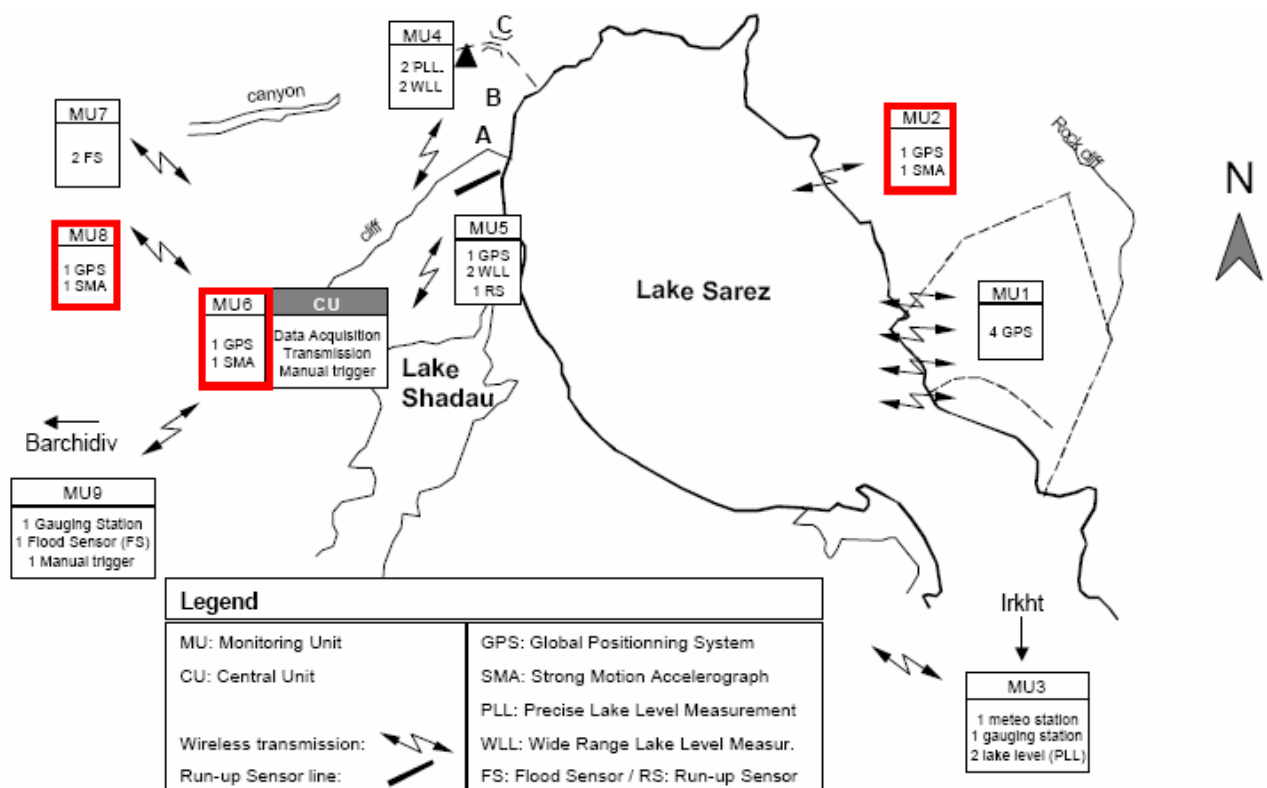 MU4
2 PLL.
2 WLL
C
B
A
canyon
MU7
2 FS
MU2
1 GPS
1 SMA
Rock cliff
N
MU8
1 GPS
1 SMA
cliff
MU5
1 GPS
2 WLL
1 RS
Lake Sarez
MU1
4 GPS
MU6
1 GPS
1 SMA
CU
Data Acquisition
Transmission
Manual trigger
Lake
Shadau
Barchidiv
MU9
1 Gauging Station
1 Flood Sensor (FS)
1 Manual trigger
Irkht
MU3
1 meteo station
1 gauging station
2 lake level (PLL)
Legend
MU: Monitoring Unit
CU: Central Unit
Wireless transmission:
Run-up Sensor line:
GPS: Global Positionning System
SMA: Strong Motion Accelerograph
PLL: Precise Lake Level Measurement
WLL: Wide Range Lake Level Measur.
FS: Flood Sensor / RS: Run-up Sensor